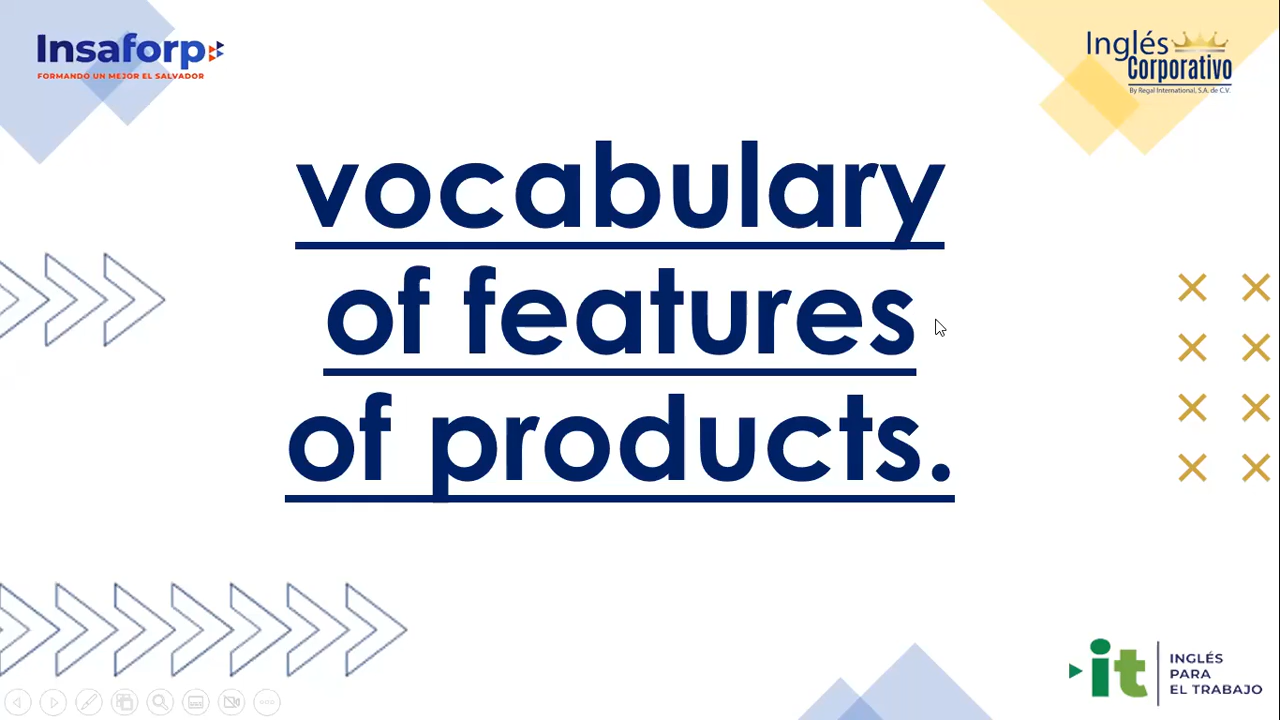 Insaforp
FORMANDO UN MEJOR EL SALVADOR
Inglés
Corporativo
By Regal International, S.A. de C.V.
vocabulary
of features
of products.
it
INGLÉS
PARA
EL TRABAJO